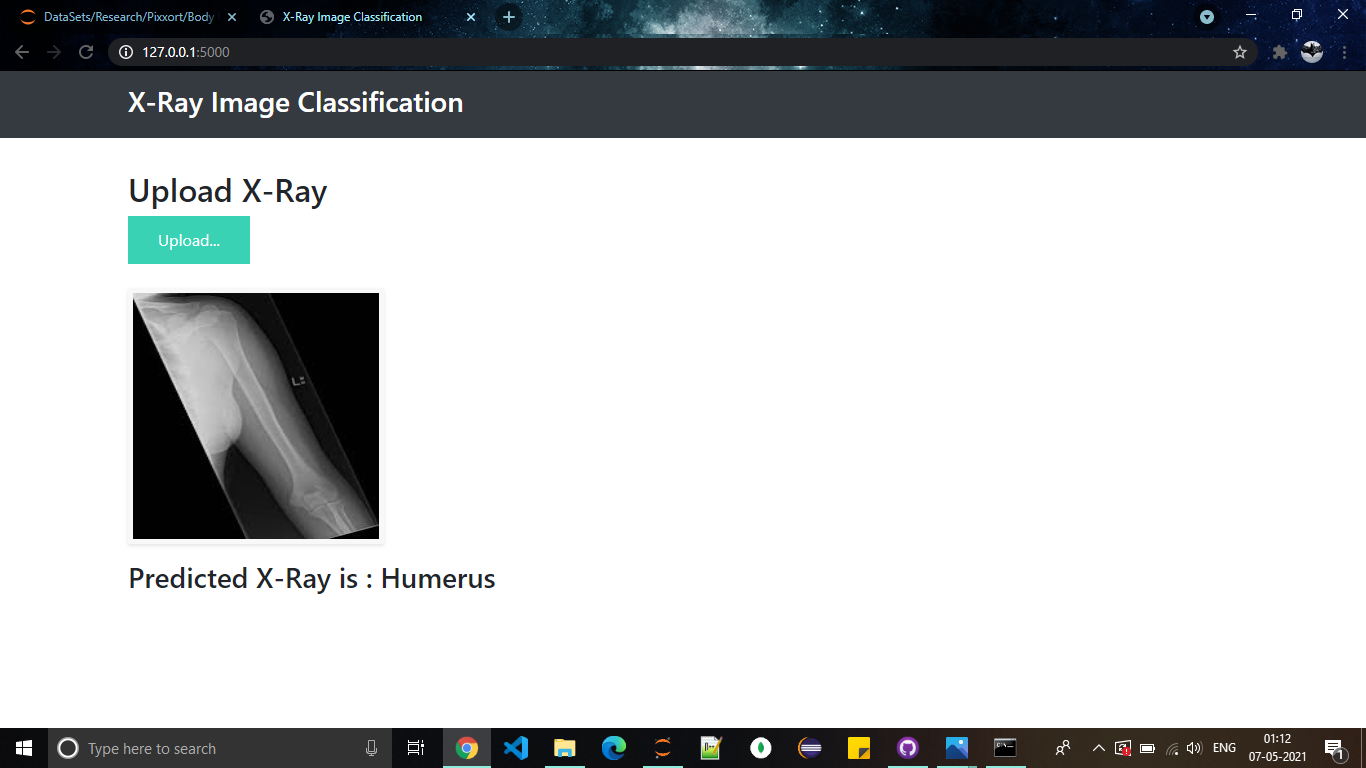 DataSets/Research/Pixxort/Body
X-Ray Image Classification
127.0.0.1:5000
X-Ray Image Classification
Upload X-Ray
Upload...
L
Predicted X-Ray is : Humerus
Type here to search
ENG
01:12
07-05-2021
1